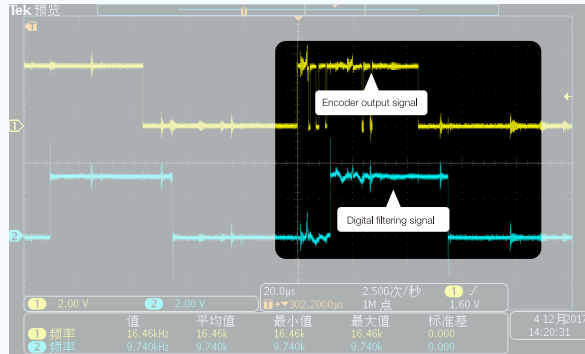 Tek 预览
T
Encoder output signal
1
Digital filtering signal
2
20.0μs 2.50G次/秒 1
T→▼302.2000μs 1M 点 1.60 V
1 2.00 V 2 2.00 V
值 平均值 最小值 最大值 标准差
1 频率 16.46kHz 16.46k 16.46k 16.46k 0.000
2 频率 9.740kHz 9.740k 9.740k 9.740k 0.000
4 12月2017
14:20:31